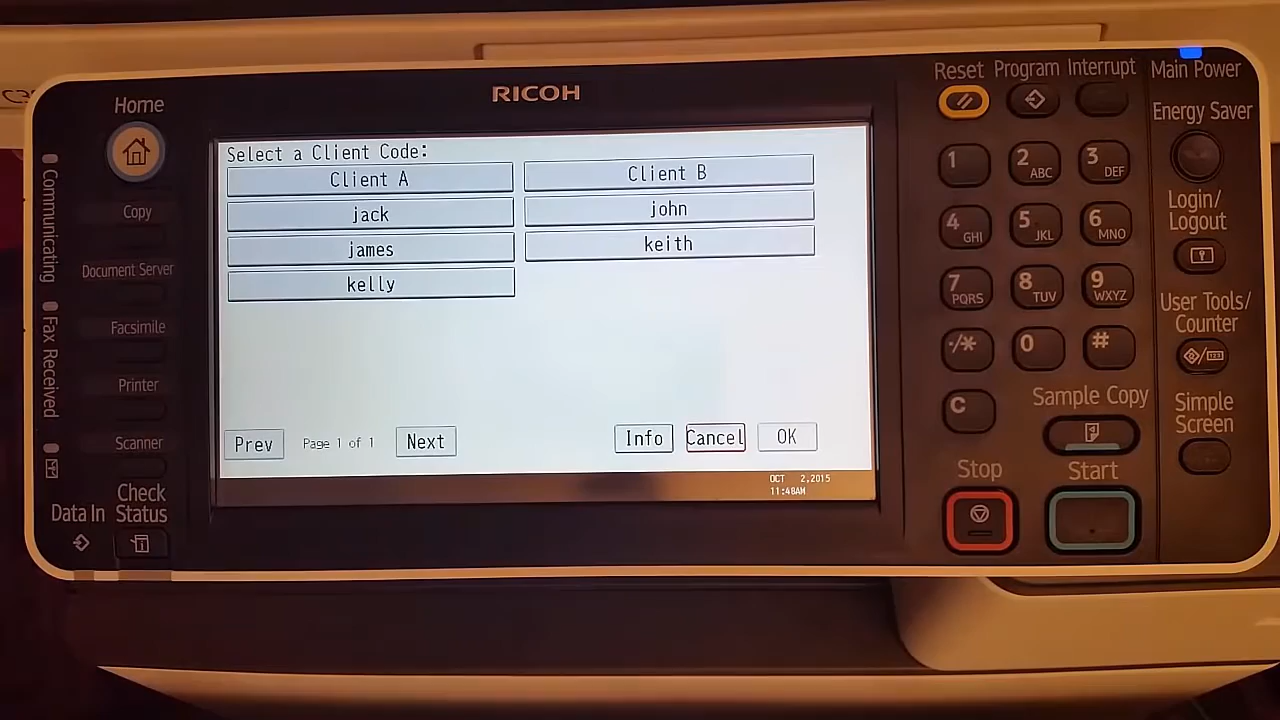 RICOH
Home
Copy
Document Server
Facsimile
Printer
Scanner
Check
Status
Data In
Communicating
Fax Received
Select a Client Code:
Client A
Client B
jack
john
james
keith
kelly
Prev
Page 1 of 1
Next
Info
Cancel
OK
OCT 2,2015
11:48AM
Reset
Program
Interrupt
Main Power
Energy Saver
Login/
Logout
User Tools/
Counter
Simple
Screen
1
2 ABC
3 DEF
4 GHI
5 JKL
6 MNO
7 PQRS
8 TUV
9 WXYZ
·/*
0
#
C
Sample Copy
Stop
Start